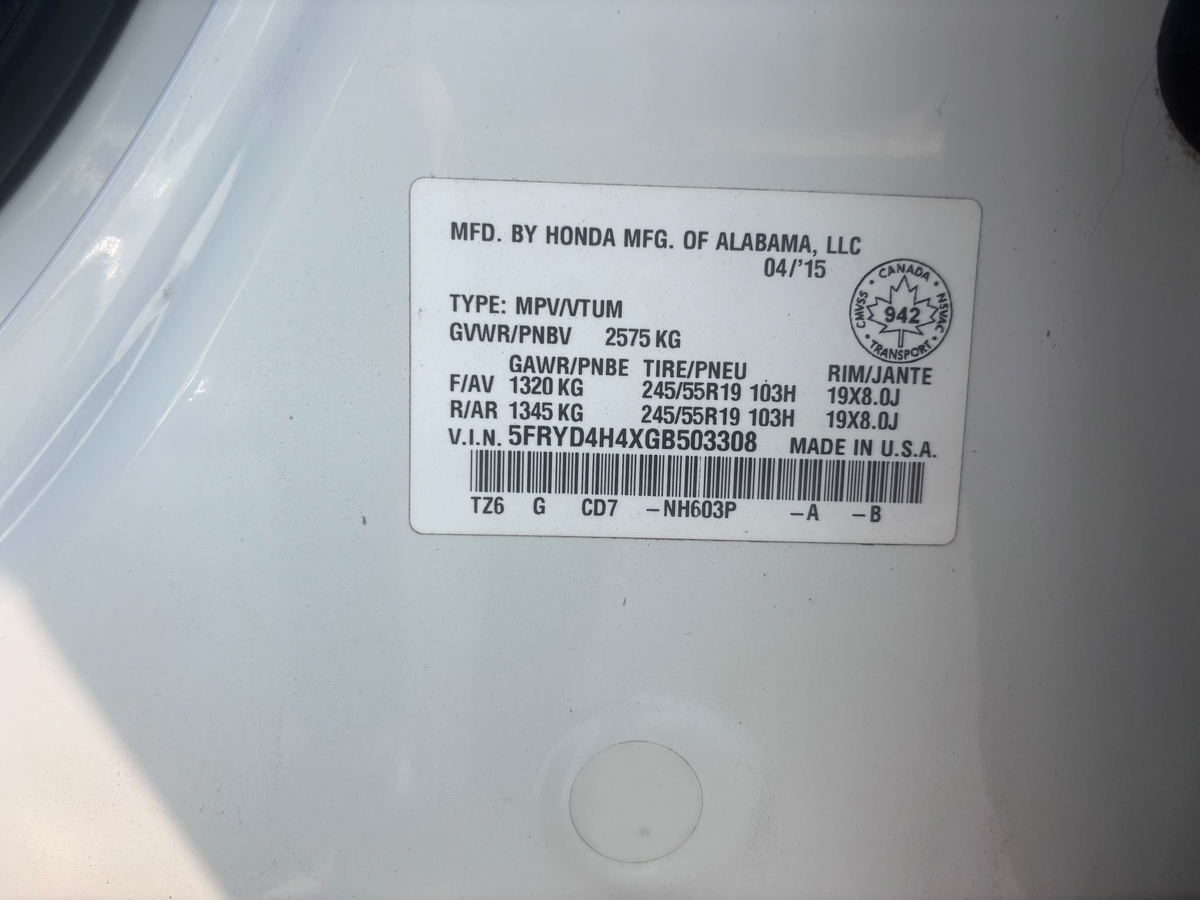 MFD. BY HONDA MFG. OF ALABAMA, LLC
04/'15
CANADA
CMVSS NSVAC
942
TRANSPORT
TYPE: MPV/VTUM
GVWR/PNBV 2575 KG
GAWR/PNBE TIRE/PNEU RIM/JANTE
F/AV 1320 KG 245/55R19 103H 19X8.0J
R/AR 1345 KG 245/55R19 103H 19X8.0J
V.I.N. 5FRYD4H4XGB503308 MADE IN U.S.A.
TZ6 G CD7 –NH603P –A –B